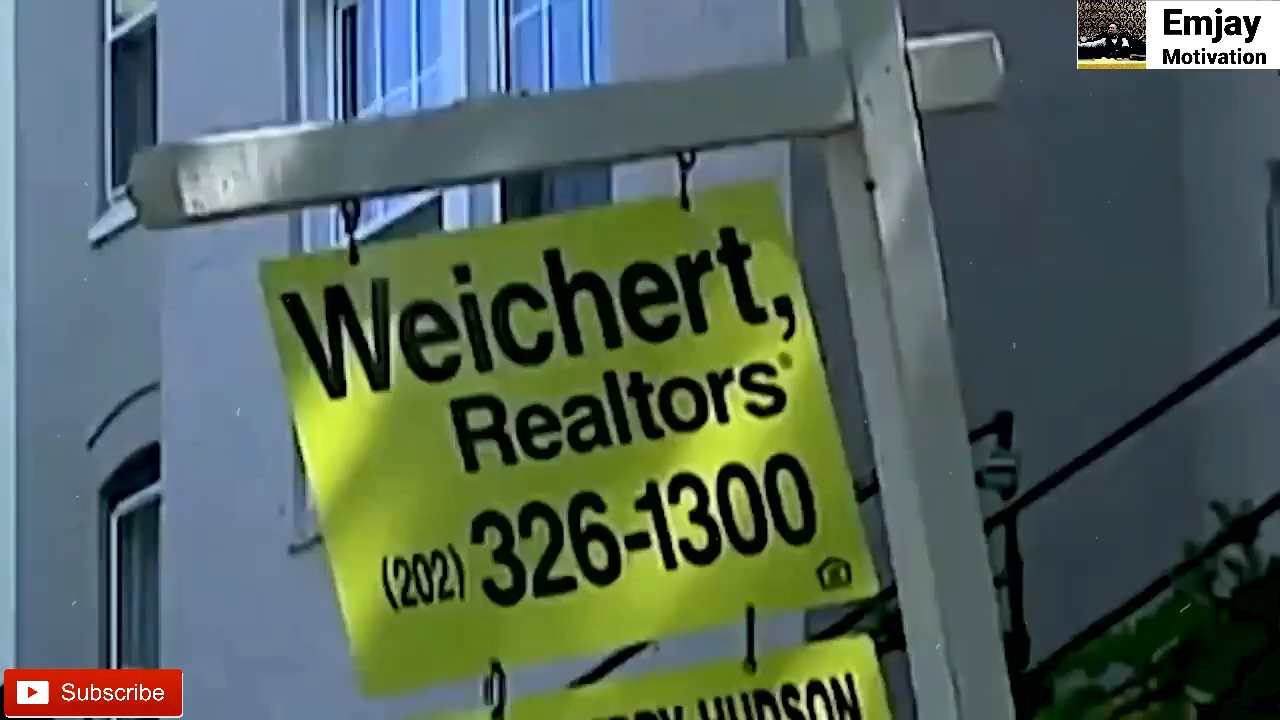 Emjay
Motivation
Weichert,
Realtors®
(202) 326-1300
HUDSON
Subscribe